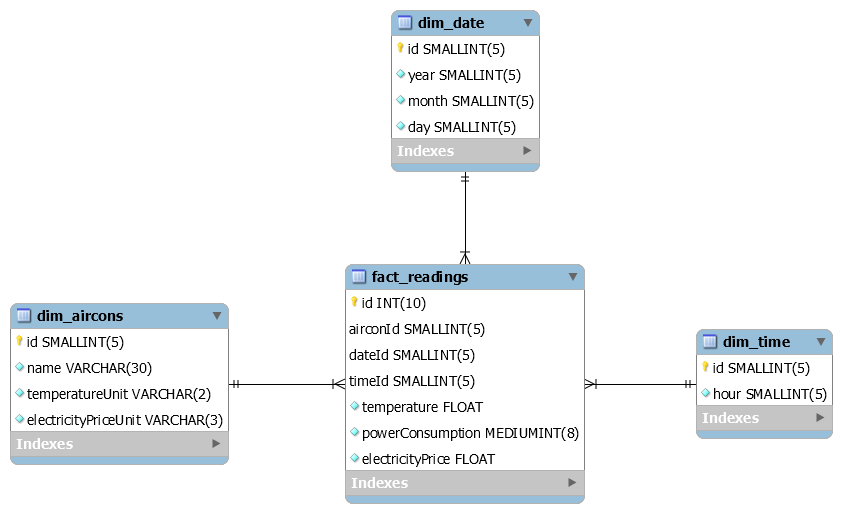 dim_date
id SMALLINT(5)
year SMALLINT(5)
month SMALLINT(5)
day SMALLINT(5)
Indexes
fact_readings
id INT(10)
airconId SMALLINT(5)
dateId SMALLINT(5)
timeId SMALLINT(5)
temperature FLOAT
powerConsumption MEDIUMINT(8)
electricityPrice FLOAT
Indexes
dim_aircons
id SMALLINT(5)
name VARCHAR(30)
temperatureUnit VARCHAR(2)
electricityPriceUnit VARCHAR(3)
Indexes
dim_time
id SMALLINT(5)
hour SMALLINT(5)
Indexes